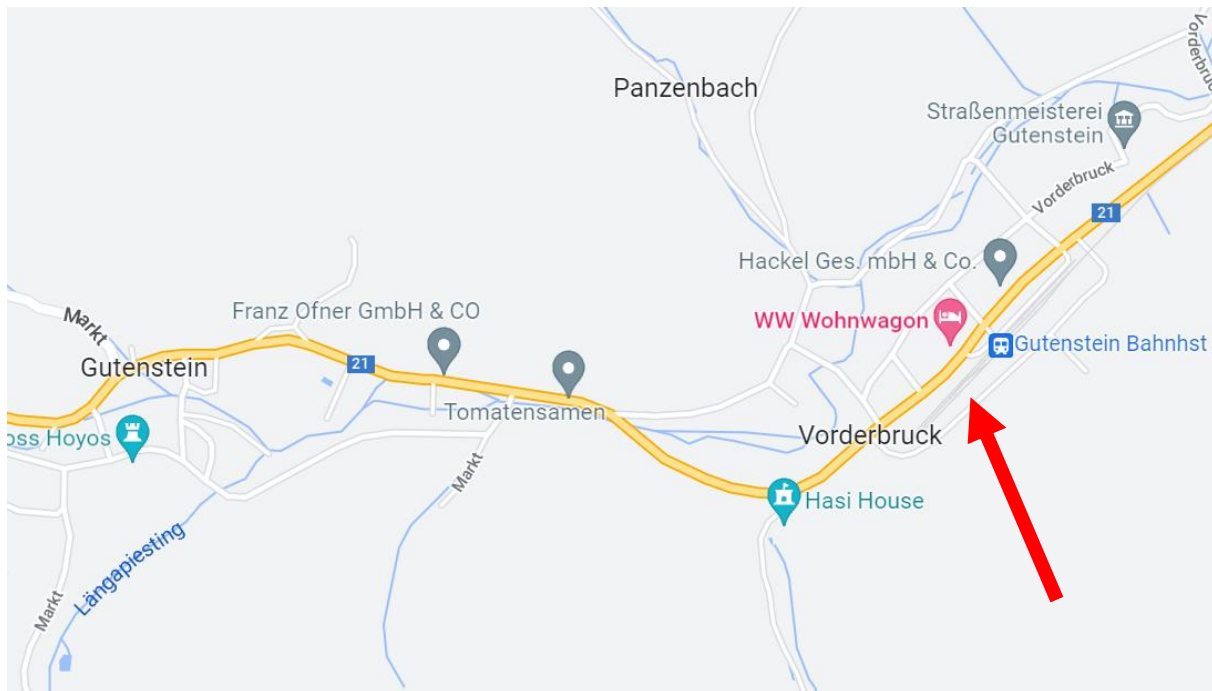 Panzenbach
Vorderbruck
Straßenmeisterei
Gutenstein
Vorderbruck
21
Hackel Ges. mbH & Co.
Franz Ofner GmbH & CO
Markt
WW Wohnwagon
Gutenstein Bahnhst
Gutenstein
21
Tomatensamen
Vorderbruck
oss Hoyos
Markt
Hasi House
Längapiesting
Markt